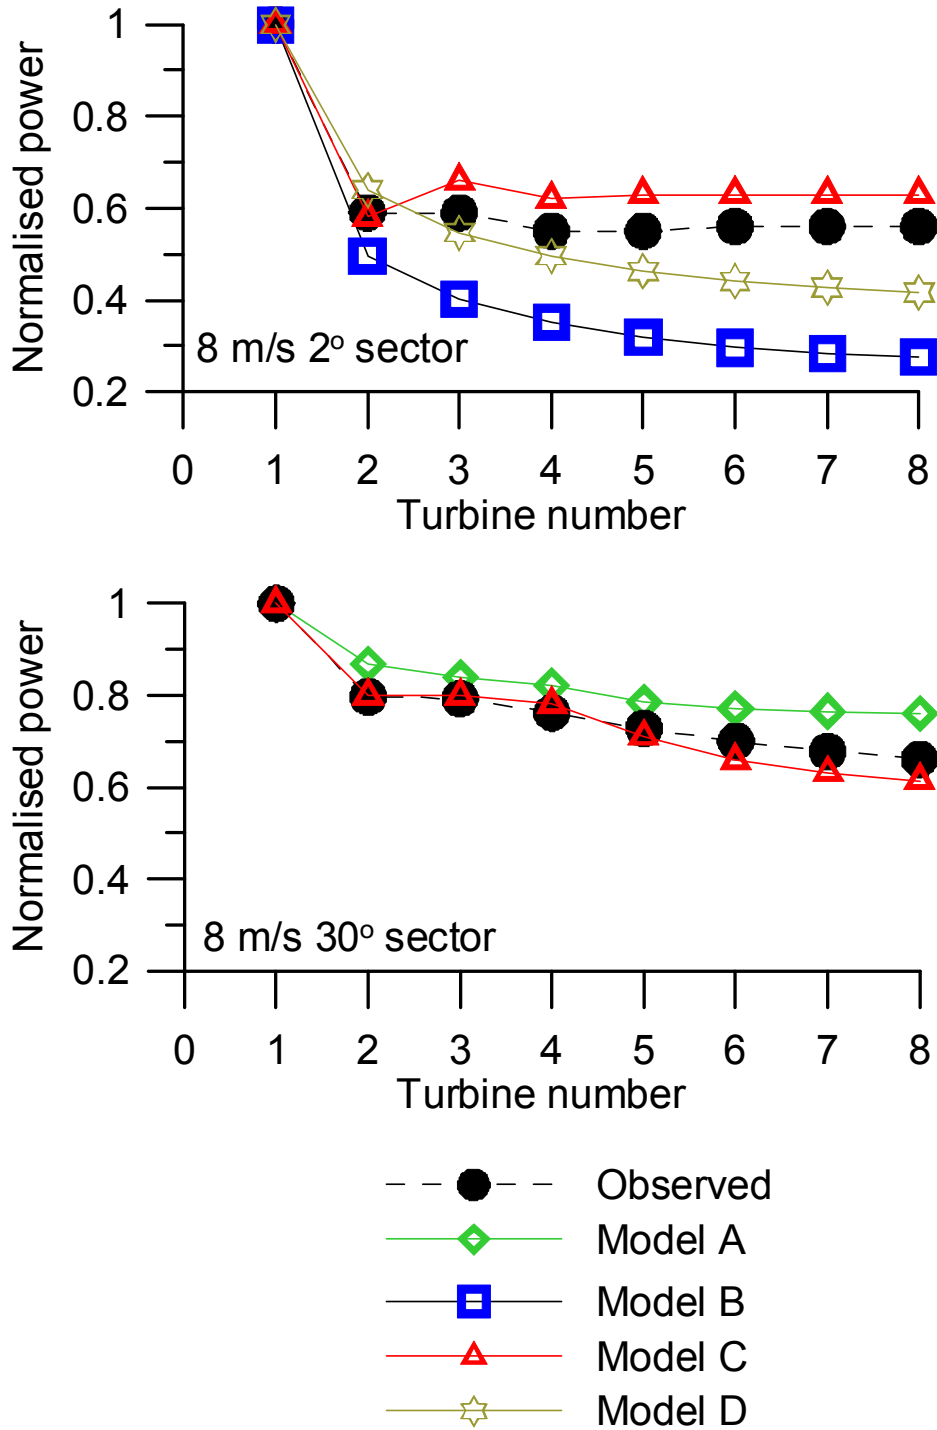 Normalised power
1
0.8
0.6
0.4
0.2
8 m/s 2º sector
0 1 2 3 4 5 6 7 8
Turbine number
Normalised power
1
0.8
0.6
0.4
0.2
8 m/s 30º sector
0 1 2 3 4 5 6 7 8
Turbine number
Observed
Model A
Model B
Model C
Model D